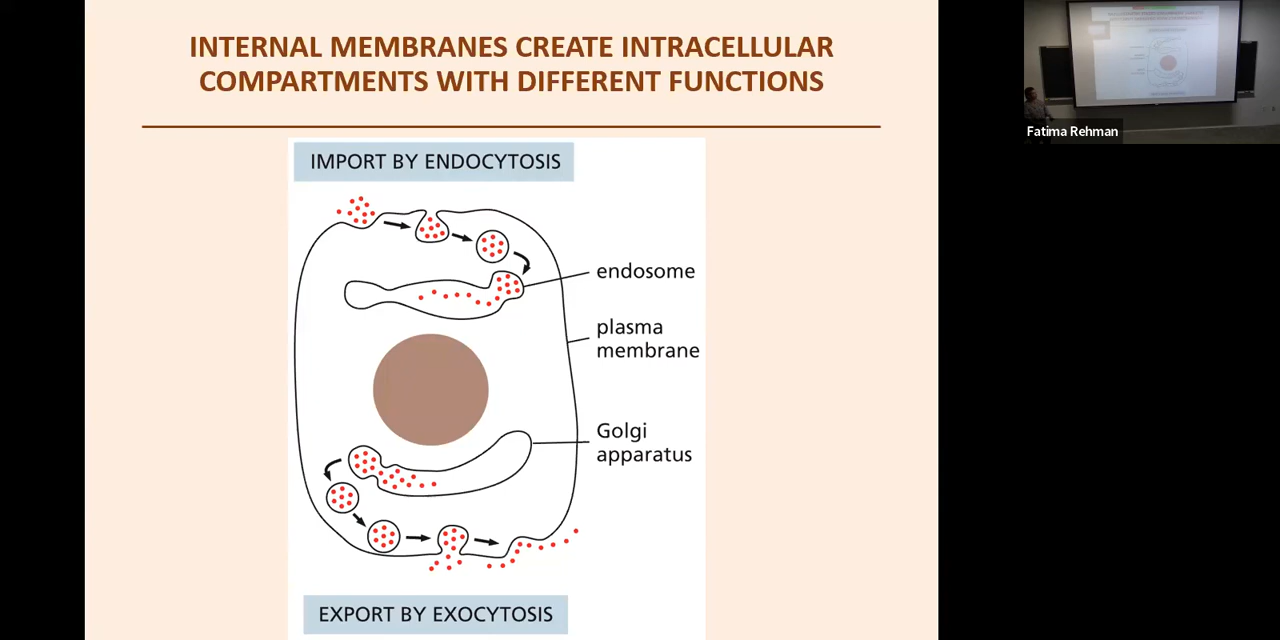 INTERNAL MEMBRANES CREATE INTRACELLULAR
COMPARTMENTS WITH DIFFERENT FUNCTIONS
IMPORT BY ENDOCYTOSIS
endosome
plasma
membrane
Golgi
apparatus
EXPORT BY EXOCYTOSIS
Fatima Rehman